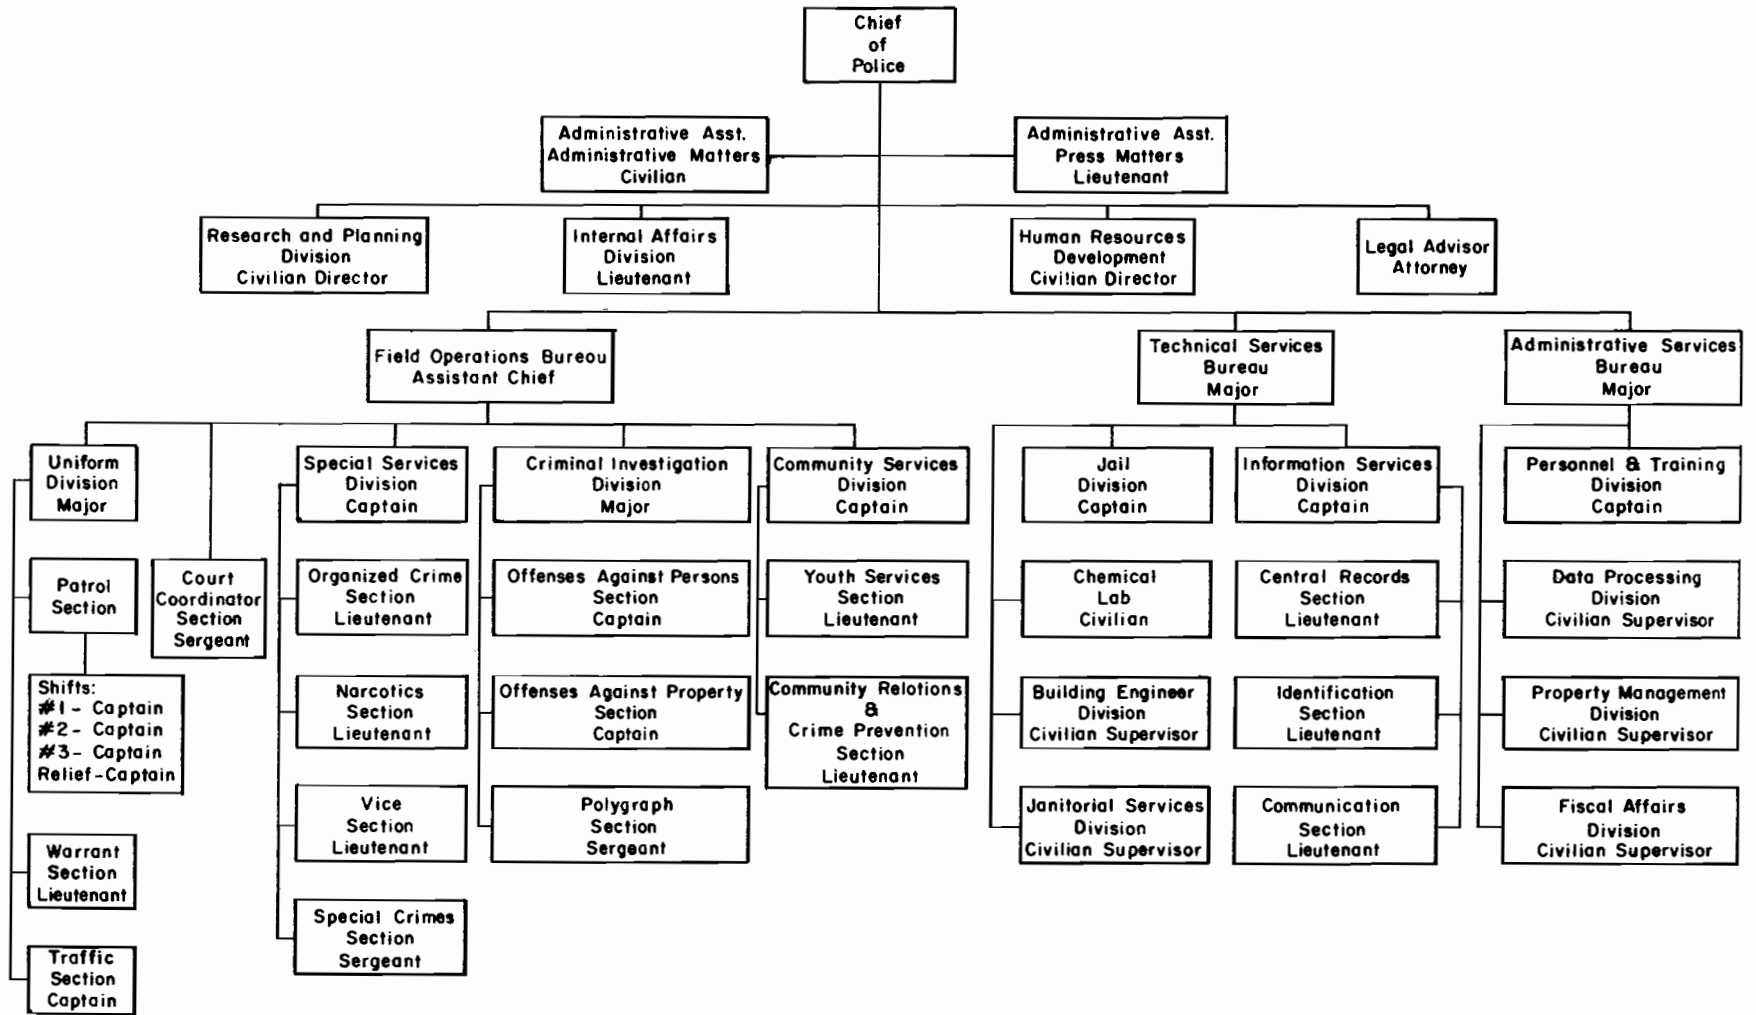 Chief
of
Police
Administrative Asst.
Administrative Matters
Civilian
Administrative Asst.
Press Matters
Lieutenant
Research and Planning
Division
Civilian Director
Internal Affairs
Division
Lieutenant
Human Resources
Development
Civilian Director
Legal Advisor
Attorney
Field Operations Bureau
Assistant Chief
Technical Services
Bureau
Major
Administrative Services
Bureau
Major
Uniform
Division
Major
Patrol
Section
Shifts:
#1- Captain
#2- Captain
#3- Captain
Relief-Captain
Warrant
Section
Lieutenant
Traffic
Section
Captain
Court
Coordinator
Section
Sergeant
Special Services
Division
Captain
Organized Crime
Section
Lieutenant
Narcotics
Section
Lieutenant
Vice
Section
Lieutenant
Special Crimes
Section
Sergeant
Criminal Investigation
Division
Major
Offenses Against Persons
Section
Captain
Offenses Against Property
Section
Captain
Polygraph
Section
Sergeant
Community Services
Division
Captain
Youth Services
Section
Lieutenant
Community Relotions
&
Crime Prevention
Section
Lieutenant
Jail
Division
Captain
Chemical
Lab
Civilian
Building Engineer
Division
Civilian Supervisor
Janitorial Services
Division
Civilian Supervisor
Information Services
Division
Captain
Central Records
Section
Lieutenant
Identification
Section
Lieutenant
Communication
Section
Lieutenant
Personnel & Training
Division
Captain
Data Processing
Division
Civilian Supervisor
Property Management
Division
Civilian Supervisor
Fiscal Affairs
Division
Civilian Supervisor